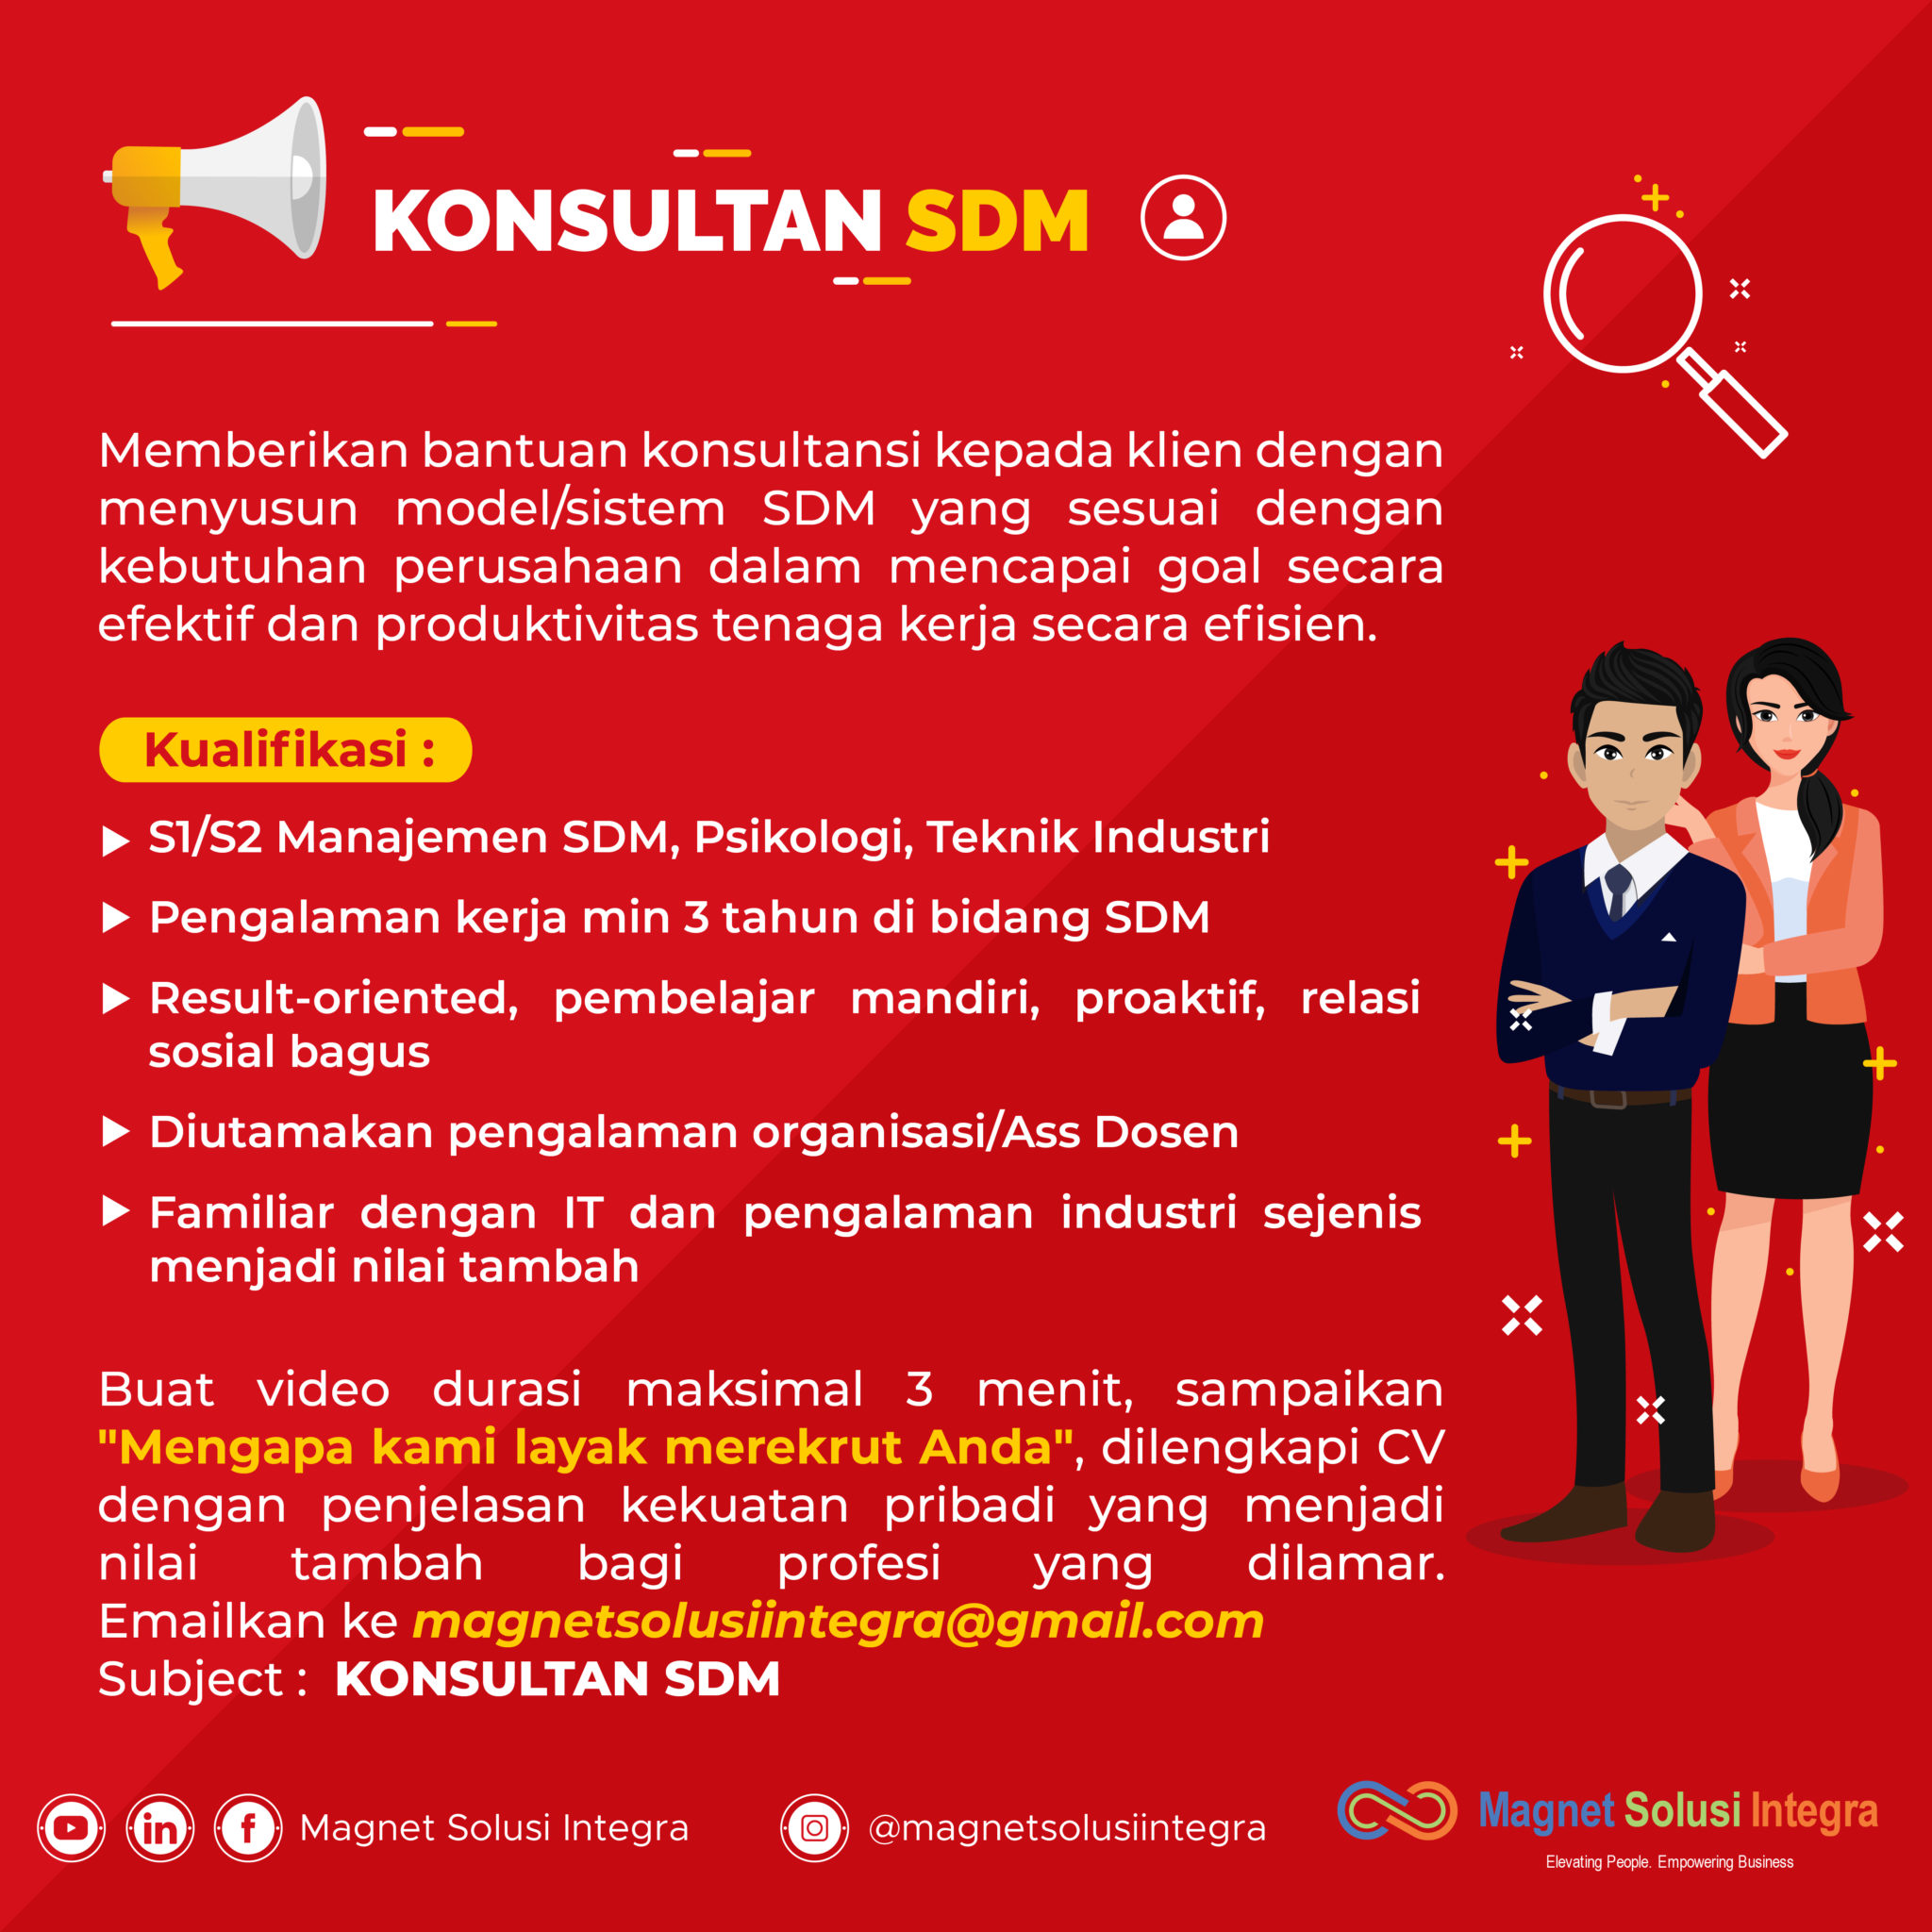 KONSULTAN SDM
Memberikan bantuan konsultansi kepada klien dengan
menyusun model/sistem SDM yang sesuai dengan
kebutuhan perusahaan dalam mencapai goal secara
efektif dan produktivitas tenaga kerja secara efisien.
Kualifikasi :
S1/S2 Manajemen SDM, Psikologi, Teknik Industri
Pengalaman kerja min 3 tahun di bidang SDM
Result-oriented, pembelajar mandiri, proaktif, relasi
sosial bagus
Diutamakan pengalaman organisasi/Ass Dosen
Familiar dengan IT dan pengalaman industri sejenis
menjadi nilai tambah
Buat video durasi maksimal 3 menit, sampaikan
"Mengapa kami layak merekrut Anda", dilengkapi CV
dengan penjelasan kekuatan pribadi yang menjadi
nilai tambah bagi profesi yang dilamar.
Emailkan ke magnetsolusiintegra@gmail.com
Subject : KONSULTAN SDM
in f Magnet Solusi Integra @magnetsolusiintegra
Magnet Solusi Integra
Elevating People. Empowering Business